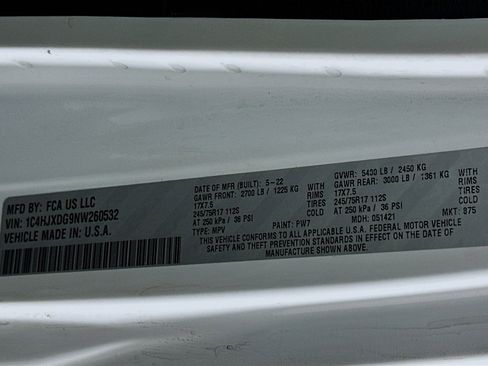 MFD BY: FCA US LLC
VIN: 1C4HJXDG9NW260532
VEHICLE MADE IN: U.S.A.
DATE OF MFR (BUILT): 5-22 GVWR: 5400 LB / 2450 KG
GAWR FRONT: 2700 LB / 1225 KG WITH GAWR REAR: 3000 LB / 1361 KG WITH
17X7.5 RIMS 17X7.5 RIMS
245/75R17 112S TIRES 245/75R17 112S TIRES
AT 250 kPa / 36 PSI COLD AT 250 kPa / 36 PSI COLD
TYPE: MPV PAINT: PW7 MDH: 051421 MKT: 875
THIS VEHICLE CONFORMS TO ALL APPLICABLE U.S.A. FEDERAL MOTOR VEHICLE
SAFETY AND THEFT PREVENTION STANDARDS IN EFFECT ON THE DATE OF
MANUFACTURE SHOWN ABOVE.